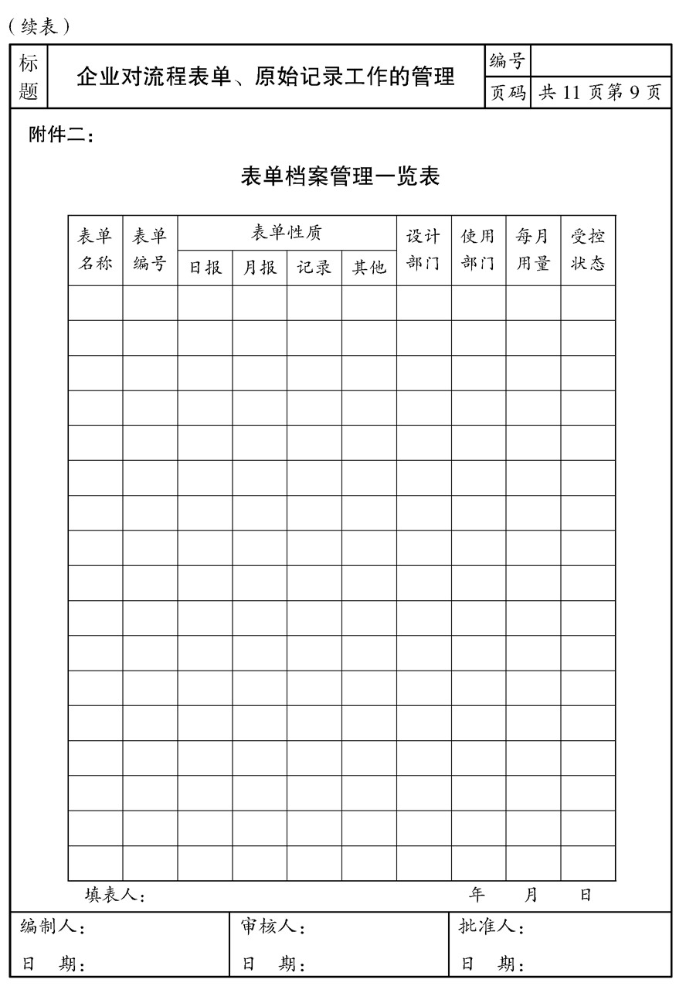 （续表）
标题 企业对流程表单、原始记录工作的管理 编号
页码 共 11 页第 9 页
附件二：
表单档案管理一览表
表单名称 表单编号 表单性质 设计部门 使用部门 每月用量 受控状态
日报 月报 记录 其他
填表人： 年 月 日
编制人： 审核人： 批准人：
日 期： 日 期： 日 期：